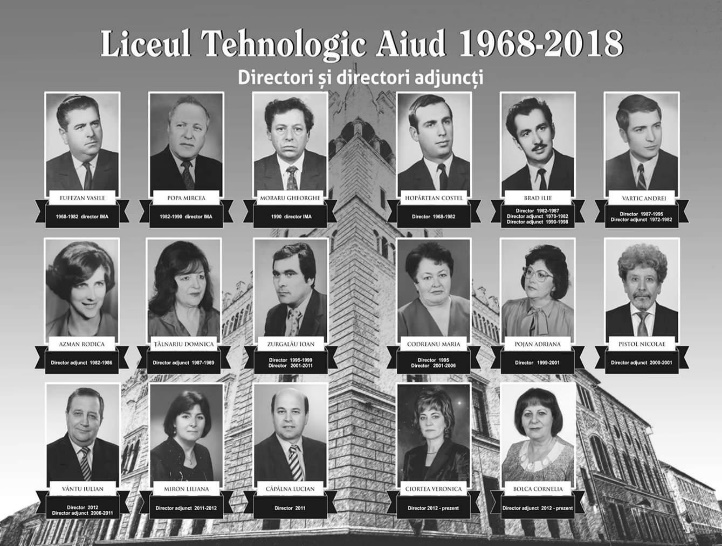 Liceul Tehnologic Aiud 1968-2018
Directori și directori adjuncți
FUFEZAN VASILE
1968-1982 director IMA
POPA MIRCEA
1982-1990 director IMA
MORARU GHEORGHE
1990 director IMA
HOPÂRTEAN COSTEL
Director 1968-1982
BRAD ILIE
Director 1982-1987
Director adjunct 1978-1982
Director adjunct 1990-1998
VARTIC ANDREI
Director 1987-1995
Director adjunct 1972-1982
AZMAN RODICA
Director adjunct 1982-1986
ȚĂLNARIU DOMNICA
Director adjunct 1987-1989
ZURGALĂU IOAN
Director 1995-1999
Director 2001-2011
CODREANU MARIA
Director 1995
Director 2001-2006
POJAN ADRIANA
Director 1999-2001
PISTOL NICOLAE
Director adjunct 2000-2001
VÂNTU IULIAN
Director 2012
Director adjunct 2006-2011
MIRON LILIANA
Director adjunct 2011-2012
CĂPÂLNA LUCIAN
Director 2011
CIORTEA VERONICA
Director 2012 - prezent
BOLCA CORNELIA
Director adjunct 2012 - prezent